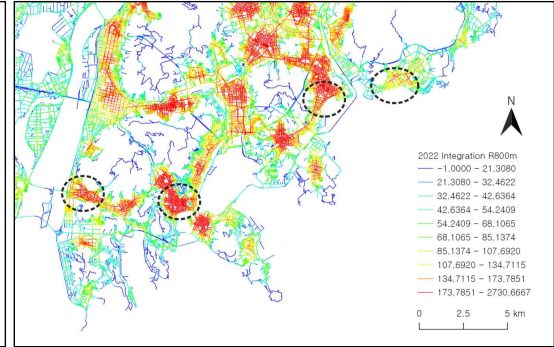 N
2022 Integration R800m
−1.0000 − 21.3080
21.3080 − 32.4622
32.4622 − 42.6364
42.6364 − 54.2409
54.2409 − 68.1065
68.1065 − 85.1374
85.1374 − 107.6920
107.6920 − 134.7115
134.7115 − 173.7851
173.7851 − 2730.6667
0 2.5 5 km